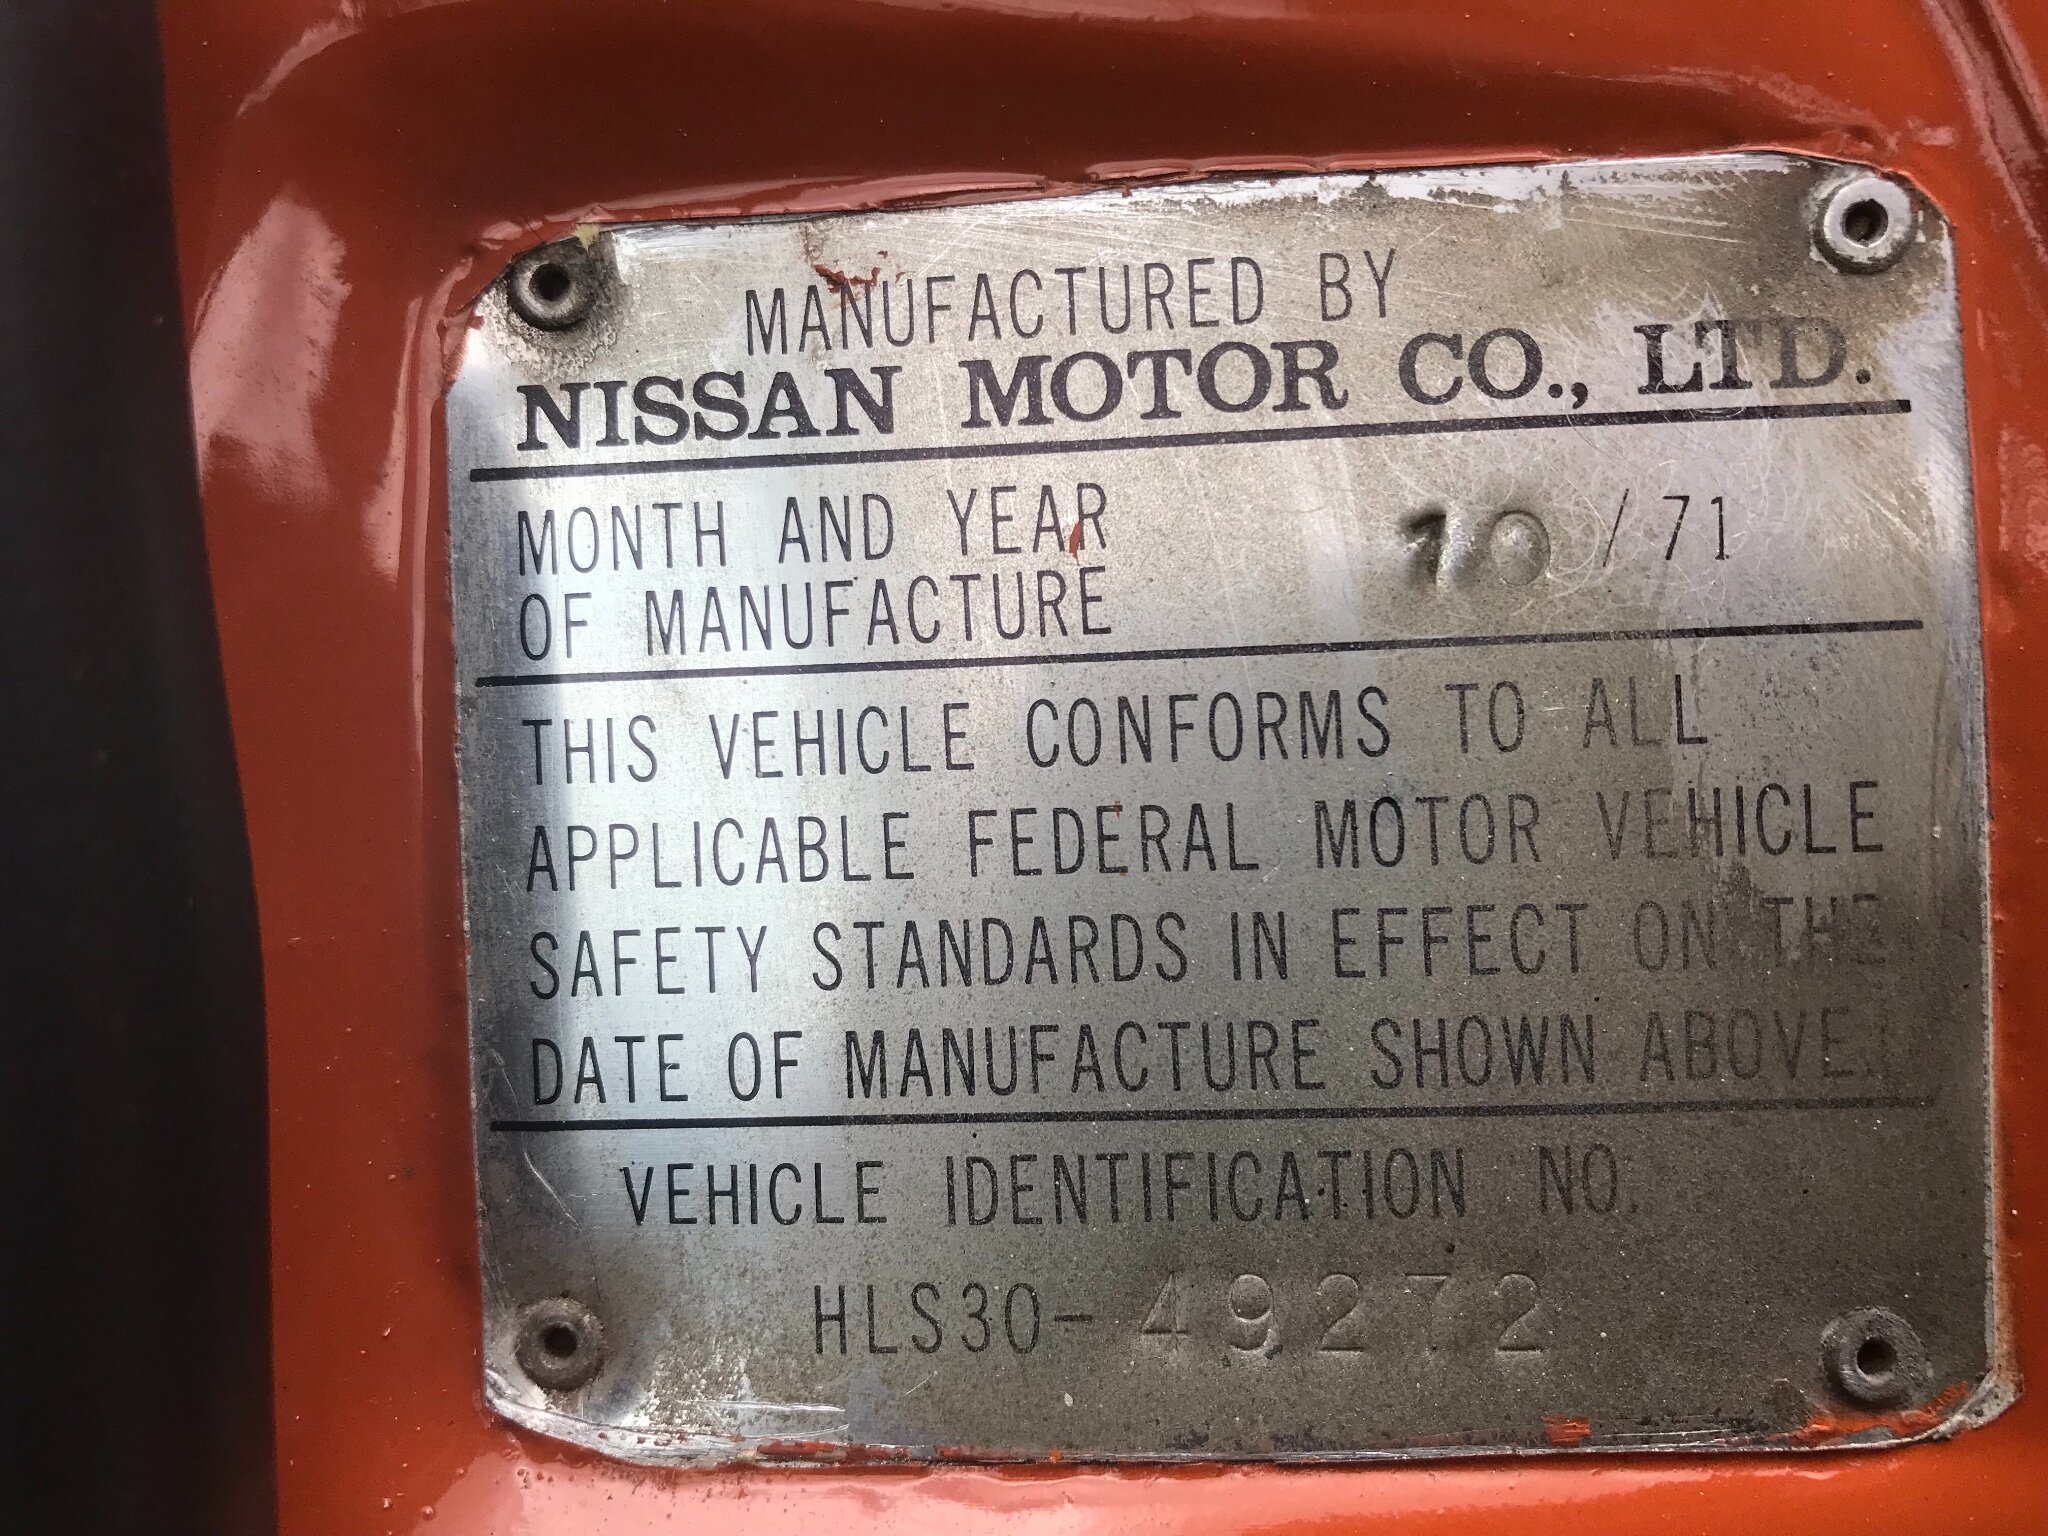 MANUFACTURED BY
NISSAN MOTOR CO., LTD.
MONTH AND YEAR 10 / 71
OF MANUFACTURE
THIS VEHICLE CONFORMS TO ALL
APPLICABLE FEDERAL MOTOR VEHICLE
SAFETY STANDARDS IN EFFECT ON THE
DATE OF MANUFACTURE SHOWN ABOVE.
VEHICLE IDENTIFICATION NO.
HLS30-49272